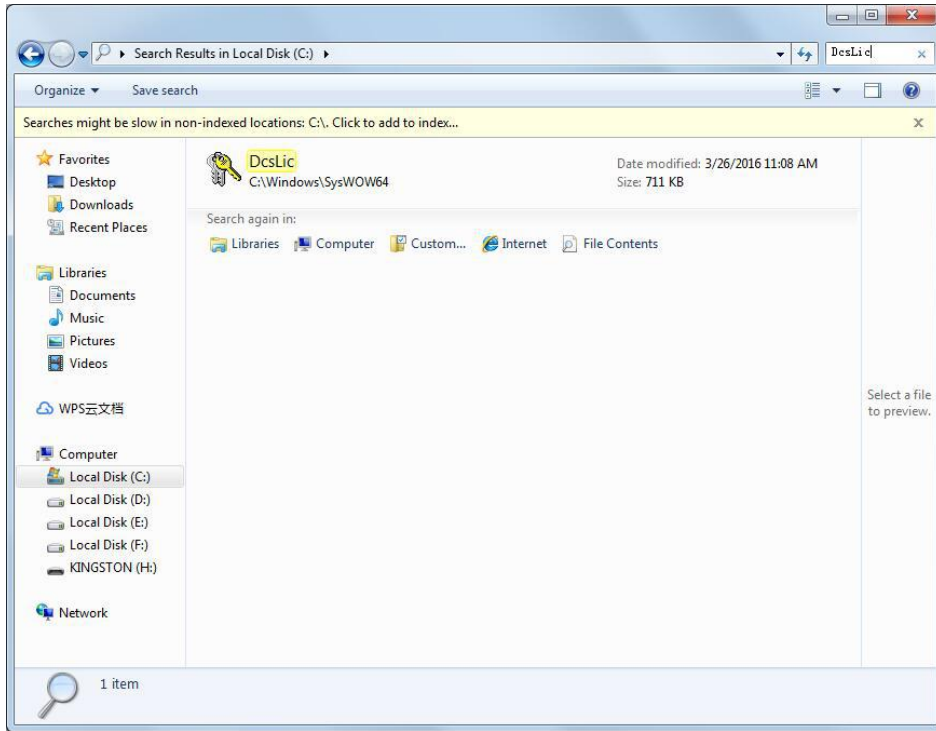 Search Results in Local Disk (C:)
DcsLic
Organize
Save search
Searches might be slow in non-indexed locations: C:\. Click to add to index...
Favorites
Desktop
Downloads
Recent Places
Libraries
Documents
Music
Pictures
Videos
WPS云文档
Computer
Local Disk (C:)
Local Disk (D:)
Local Disk (E:)
Local Disk (F:)
KINGSTON (H:)
Network
DcsLic
C:\Windows\SysWOW64
Date modified: 3/26/2016 11:08 AM
Size: 711 KB
Search again in:
Libraries
Computer
Custom...
Internet
File Contents
Select a file
to preview.
1 item